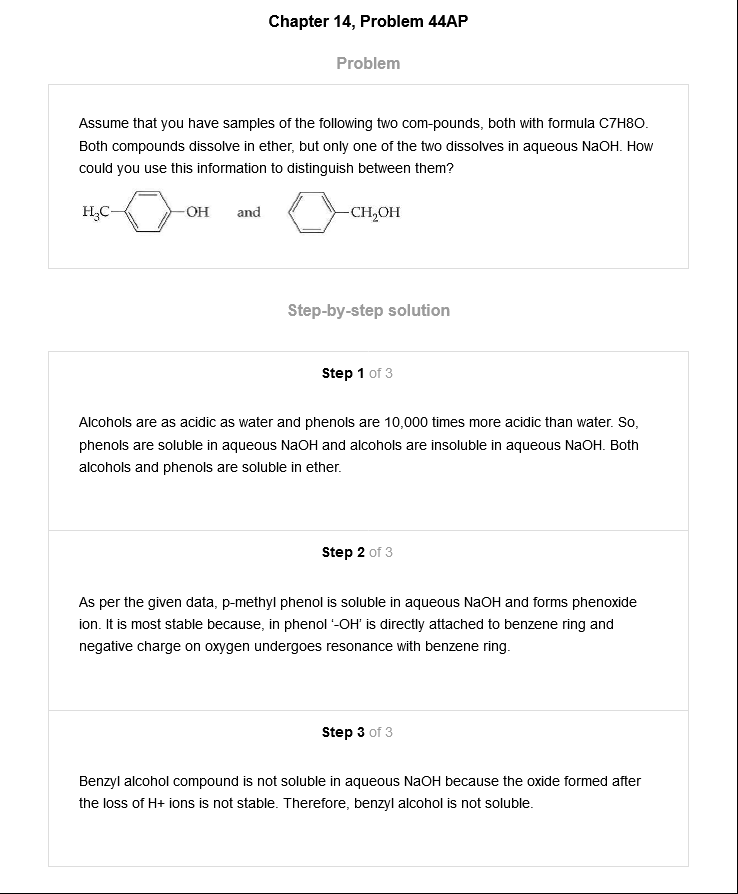 Chapter 14, Problem 44AP
Problem
Assume that you have samples of the following two com-pounds, both with formula C7H8O.
Both compounds dissolve in ether, but only one of the two dissolves in aqueous NaOH. How
could you use this information to distinguish between them?
H₃C OH and CH₂OH
Step-by-step solution
Step 1 of 3
Alcohols are as acidic as water and phenols are 10,000 times more acidic than water. So,
phenols are soluble in aqueous NaOH and alcohols are insoluble in aqueous NaOH. Both
alcohols and phenols are soluble in ether.
Step 2 of 3
As per the given data, p-methyl phenol is soluble in aqueous NaOH and forms phenoxide
ion. It is most stable because, in phenol ‘-OH’ is directly attached to benzene ring and
negative charge on oxygen undergoes resonance with benzene ring.
Step 3 of 3
Benzyl alcohol compound is not soluble in aqueous NaOH because the oxide formed after
the loss of H+ ions is not stable. Therefore, benzyl alcohol is not soluble.